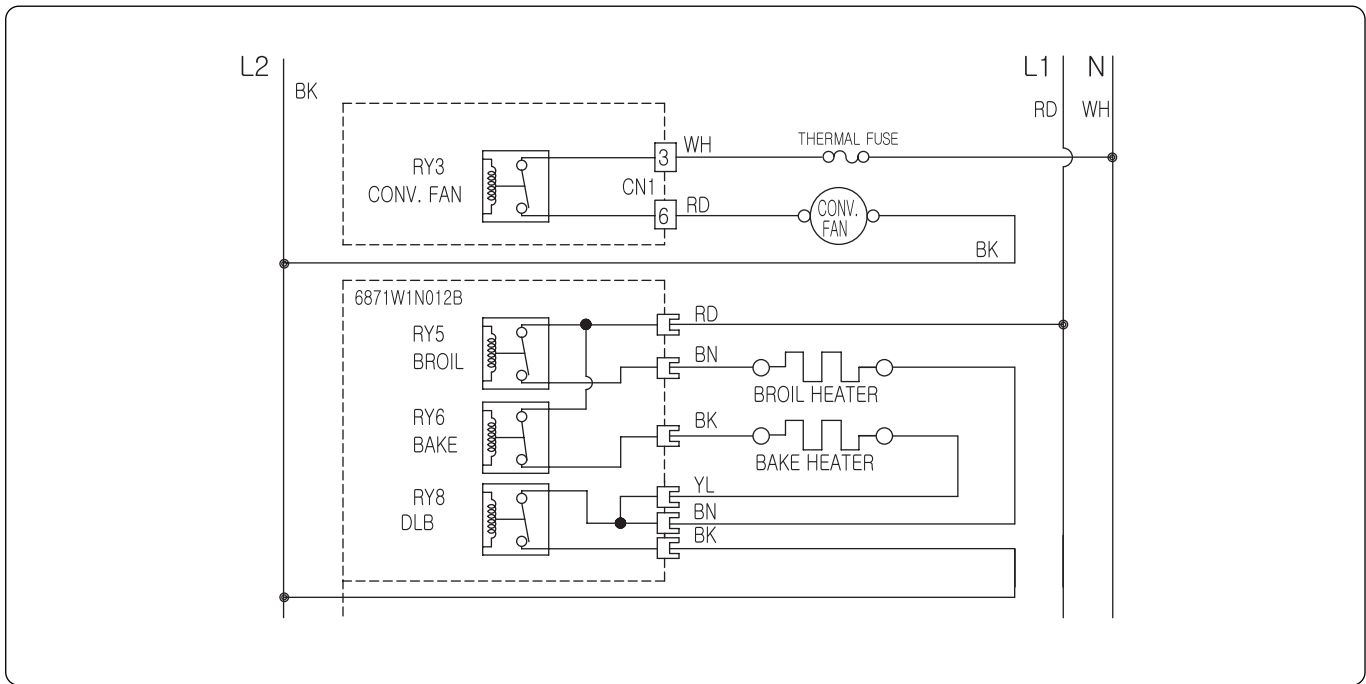 L2
L1
N
BK
RD
WH
THERMAL FUSE
3
WH
RY3
CONV. FAN
CN1
6
RD
CONV.
FAN
BK
6871W1N012B
RY5
BROIL
RD
BN
BROIL HEATER
RY6
BAKE
BK
BAKE HEATER
RY8
DLB
YL
BN
BK